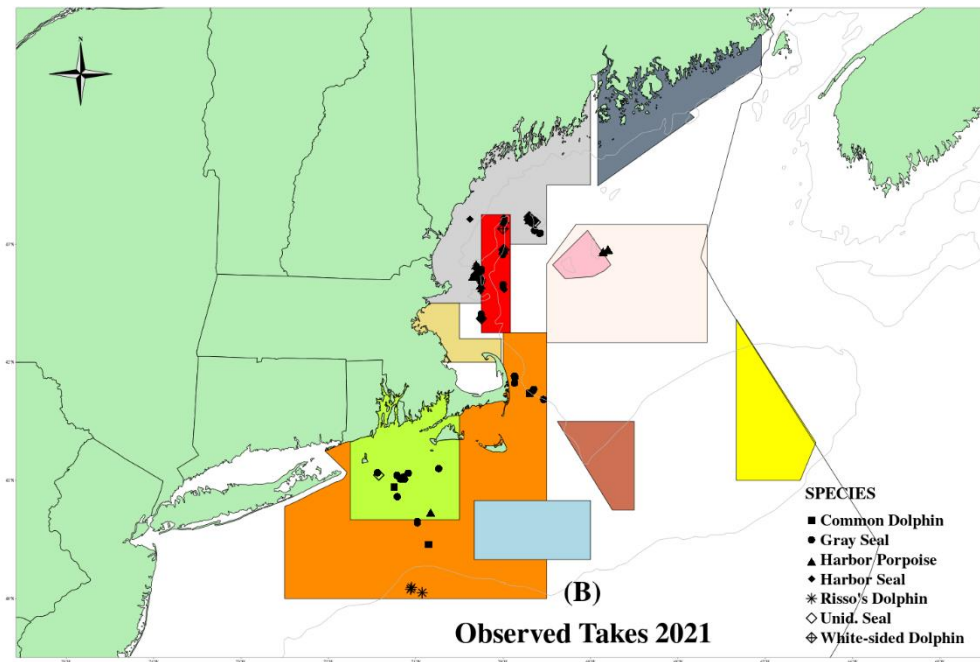 N
SPECIES
Common Dolphin
Gray Seal
Harbor Porpoise
Harbor Seal
Risso's Dolphin
Unid. Seal
White-sided Dolphin
(B)
Observed Takes 2021